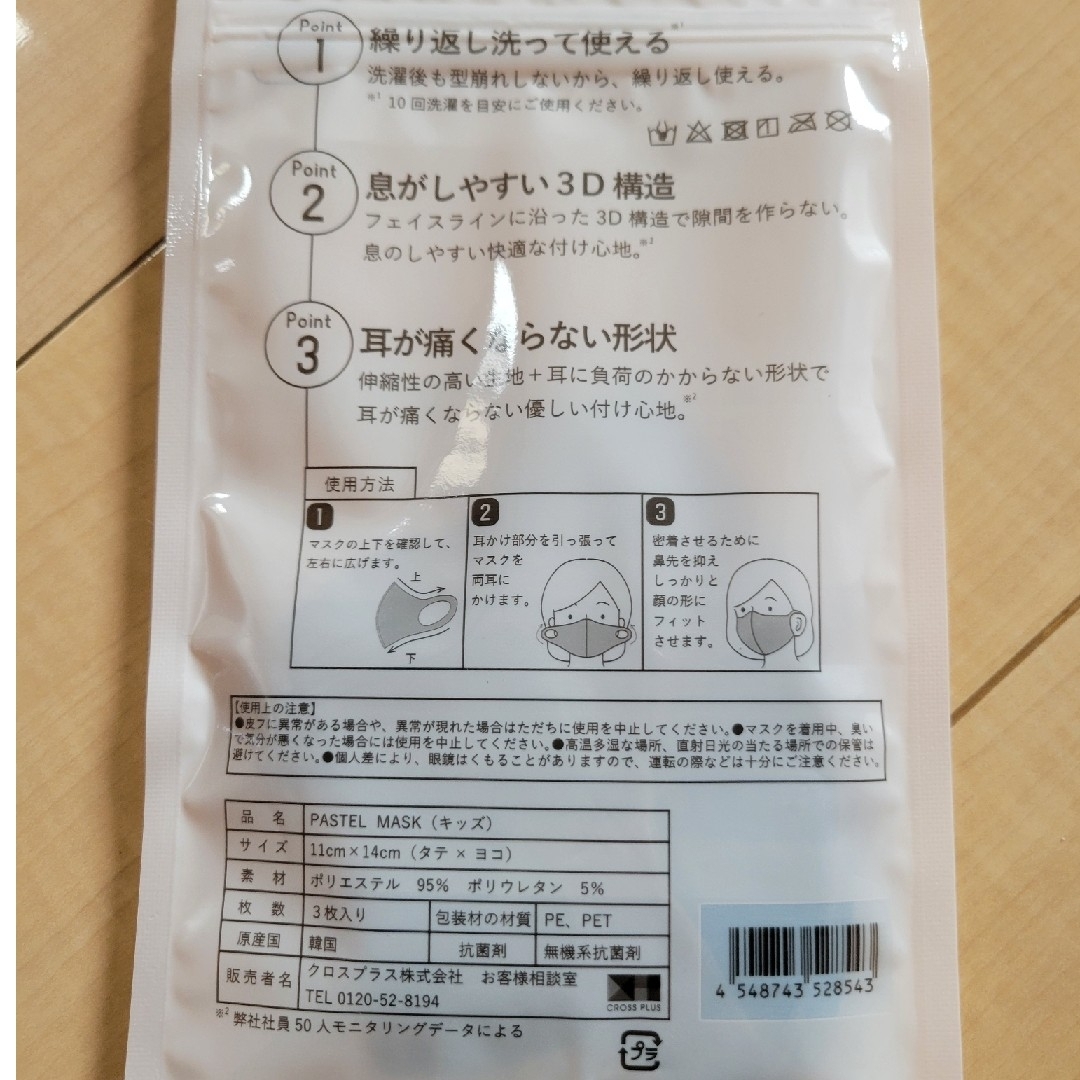 Point
1
繰り返し洗って使える※1
洗濯後も型崩れしないから、繰り返し使える。
※1 10回洗濯を目安にご使用ください。
Point
2
息がしやすい3D構造
フェイスラインに沿った3D構造で隙間を作らない。
息のしやすい快適な付け心地。※2
Point
3
耳が痛くならない形状
伸縮性の高い生地+耳に負荷のかからない形状で
耳が痛くならない優しい付け心地。※2
使用方法
1
マスクの上下を確認して、
左右に広げます。
上
下
2
耳かけ部分を引っ張って
マスクを
両耳に
かけます。
3
密着させるために
鼻先を抑え
しっかりと
顔の形に
フィット
させます。
【使用上の注意】
●皮フに異常がある場合や、異常が現れた場合はただちに使用を中止してください。●マスクを着用中、臭い
で気分が悪くなった場合には使用を中止してください。●高温多湿な場所、直射日光の当たる場所での保管は
避けてください。●個人差により、眼鏡はくもることがありますので、運転の際などは十分にご注意ください。
品名 PASTEL MASK(キッズ)
サイズ 11cm×14cm(タテ×ヨコ)
素材 ポリエステル 95% ポリウレタン 5%
枚数 3枚入り 包装材の材質 PE、PET
原産国 韓国 抗菌剤 無機系抗菌剤
販売者名 クロスプラス株式会社 お客様相談室
TEL 0120-52-8194
CROSS PLUS
※2 弊社社員50人モニタリングデータによる
プラ
4 548743 528543